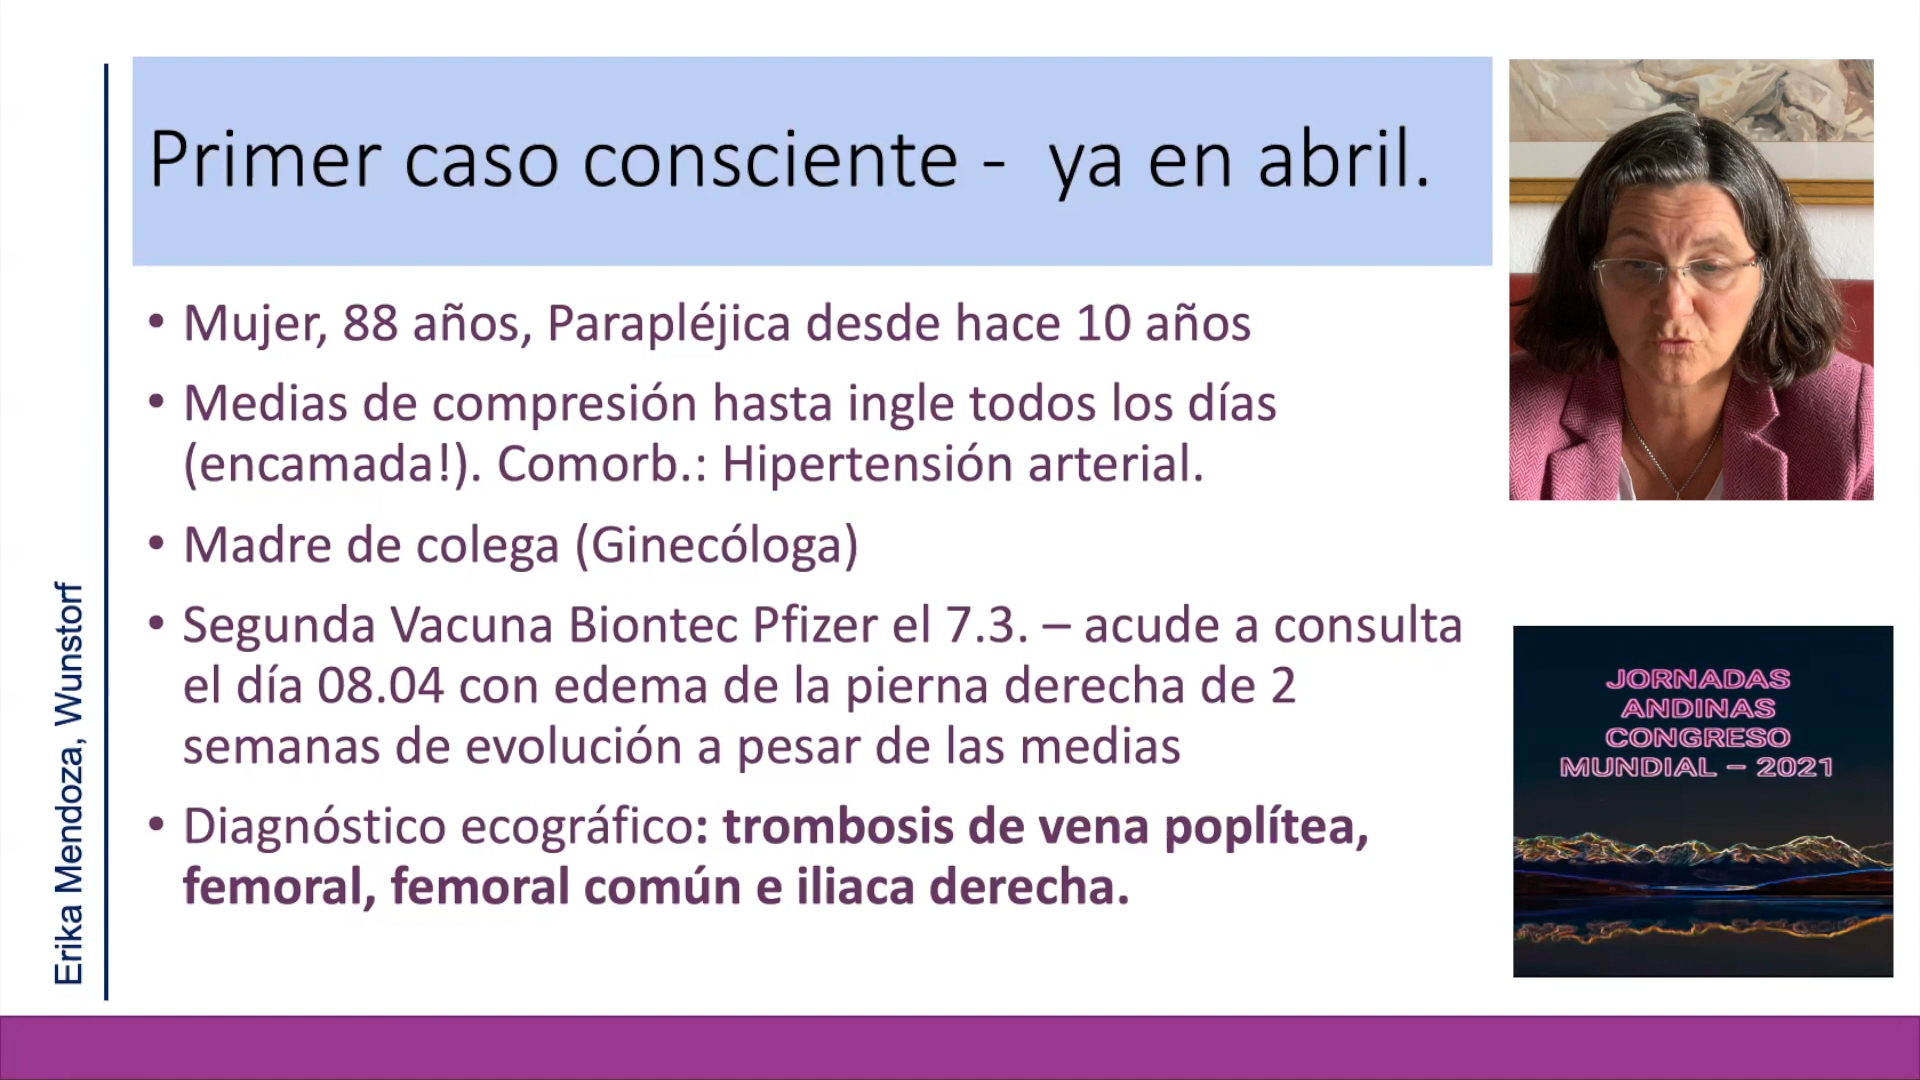 Primer caso consciente - ya en abril.
• Mujer, 88 años, Parapléjica desde hace 10 años
• Medias de compresión hasta ingle todos los días
(encamada!). Comorb.: Hipertensión arterial.
• Madre de colega (Ginecóloga)
• Segunda Vacuna Biontec Pfizer el 7.3. – acude a consulta
el día 08.04 con edema de la pierna derecha de 2
semanas de evolución a pesar de las medias
• Diagnóstico ecográfico: trombosis de vena poplítea,
femoral, femoral común e iliaca derecha.
Erika Mendoza, Wunstorf
JORNADAS
ANDINAS
CONGRESO
MUNDIAL – 2021